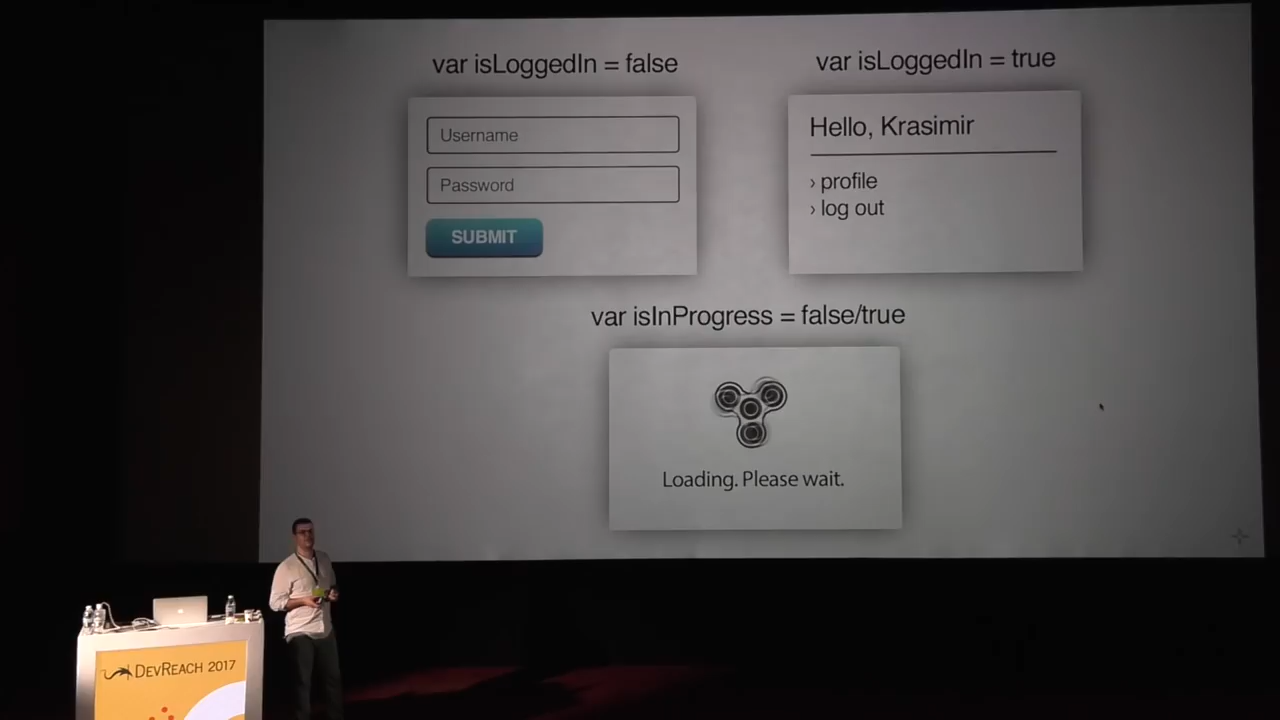 var isLoggedIn = false
var isLoggedIn = true
Username
Password
SUBMIT
Hello, Krasimir
› profile
› log out
var isInProgress = false/true
Loading. Please wait.
DEVREACH 2017